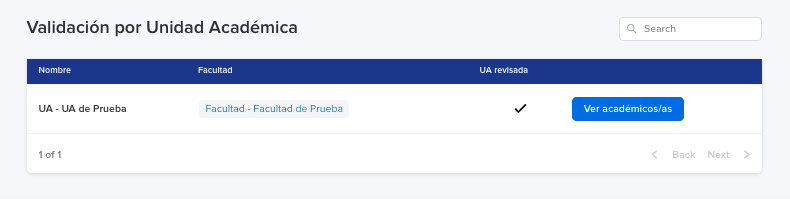 Validación por Unidad Académica
Search
Nombre Facultad UA revisada
UA - UA de Prueba Facultad - Facultad de Prueba Ver académicos/as
1 of 1 Back Next